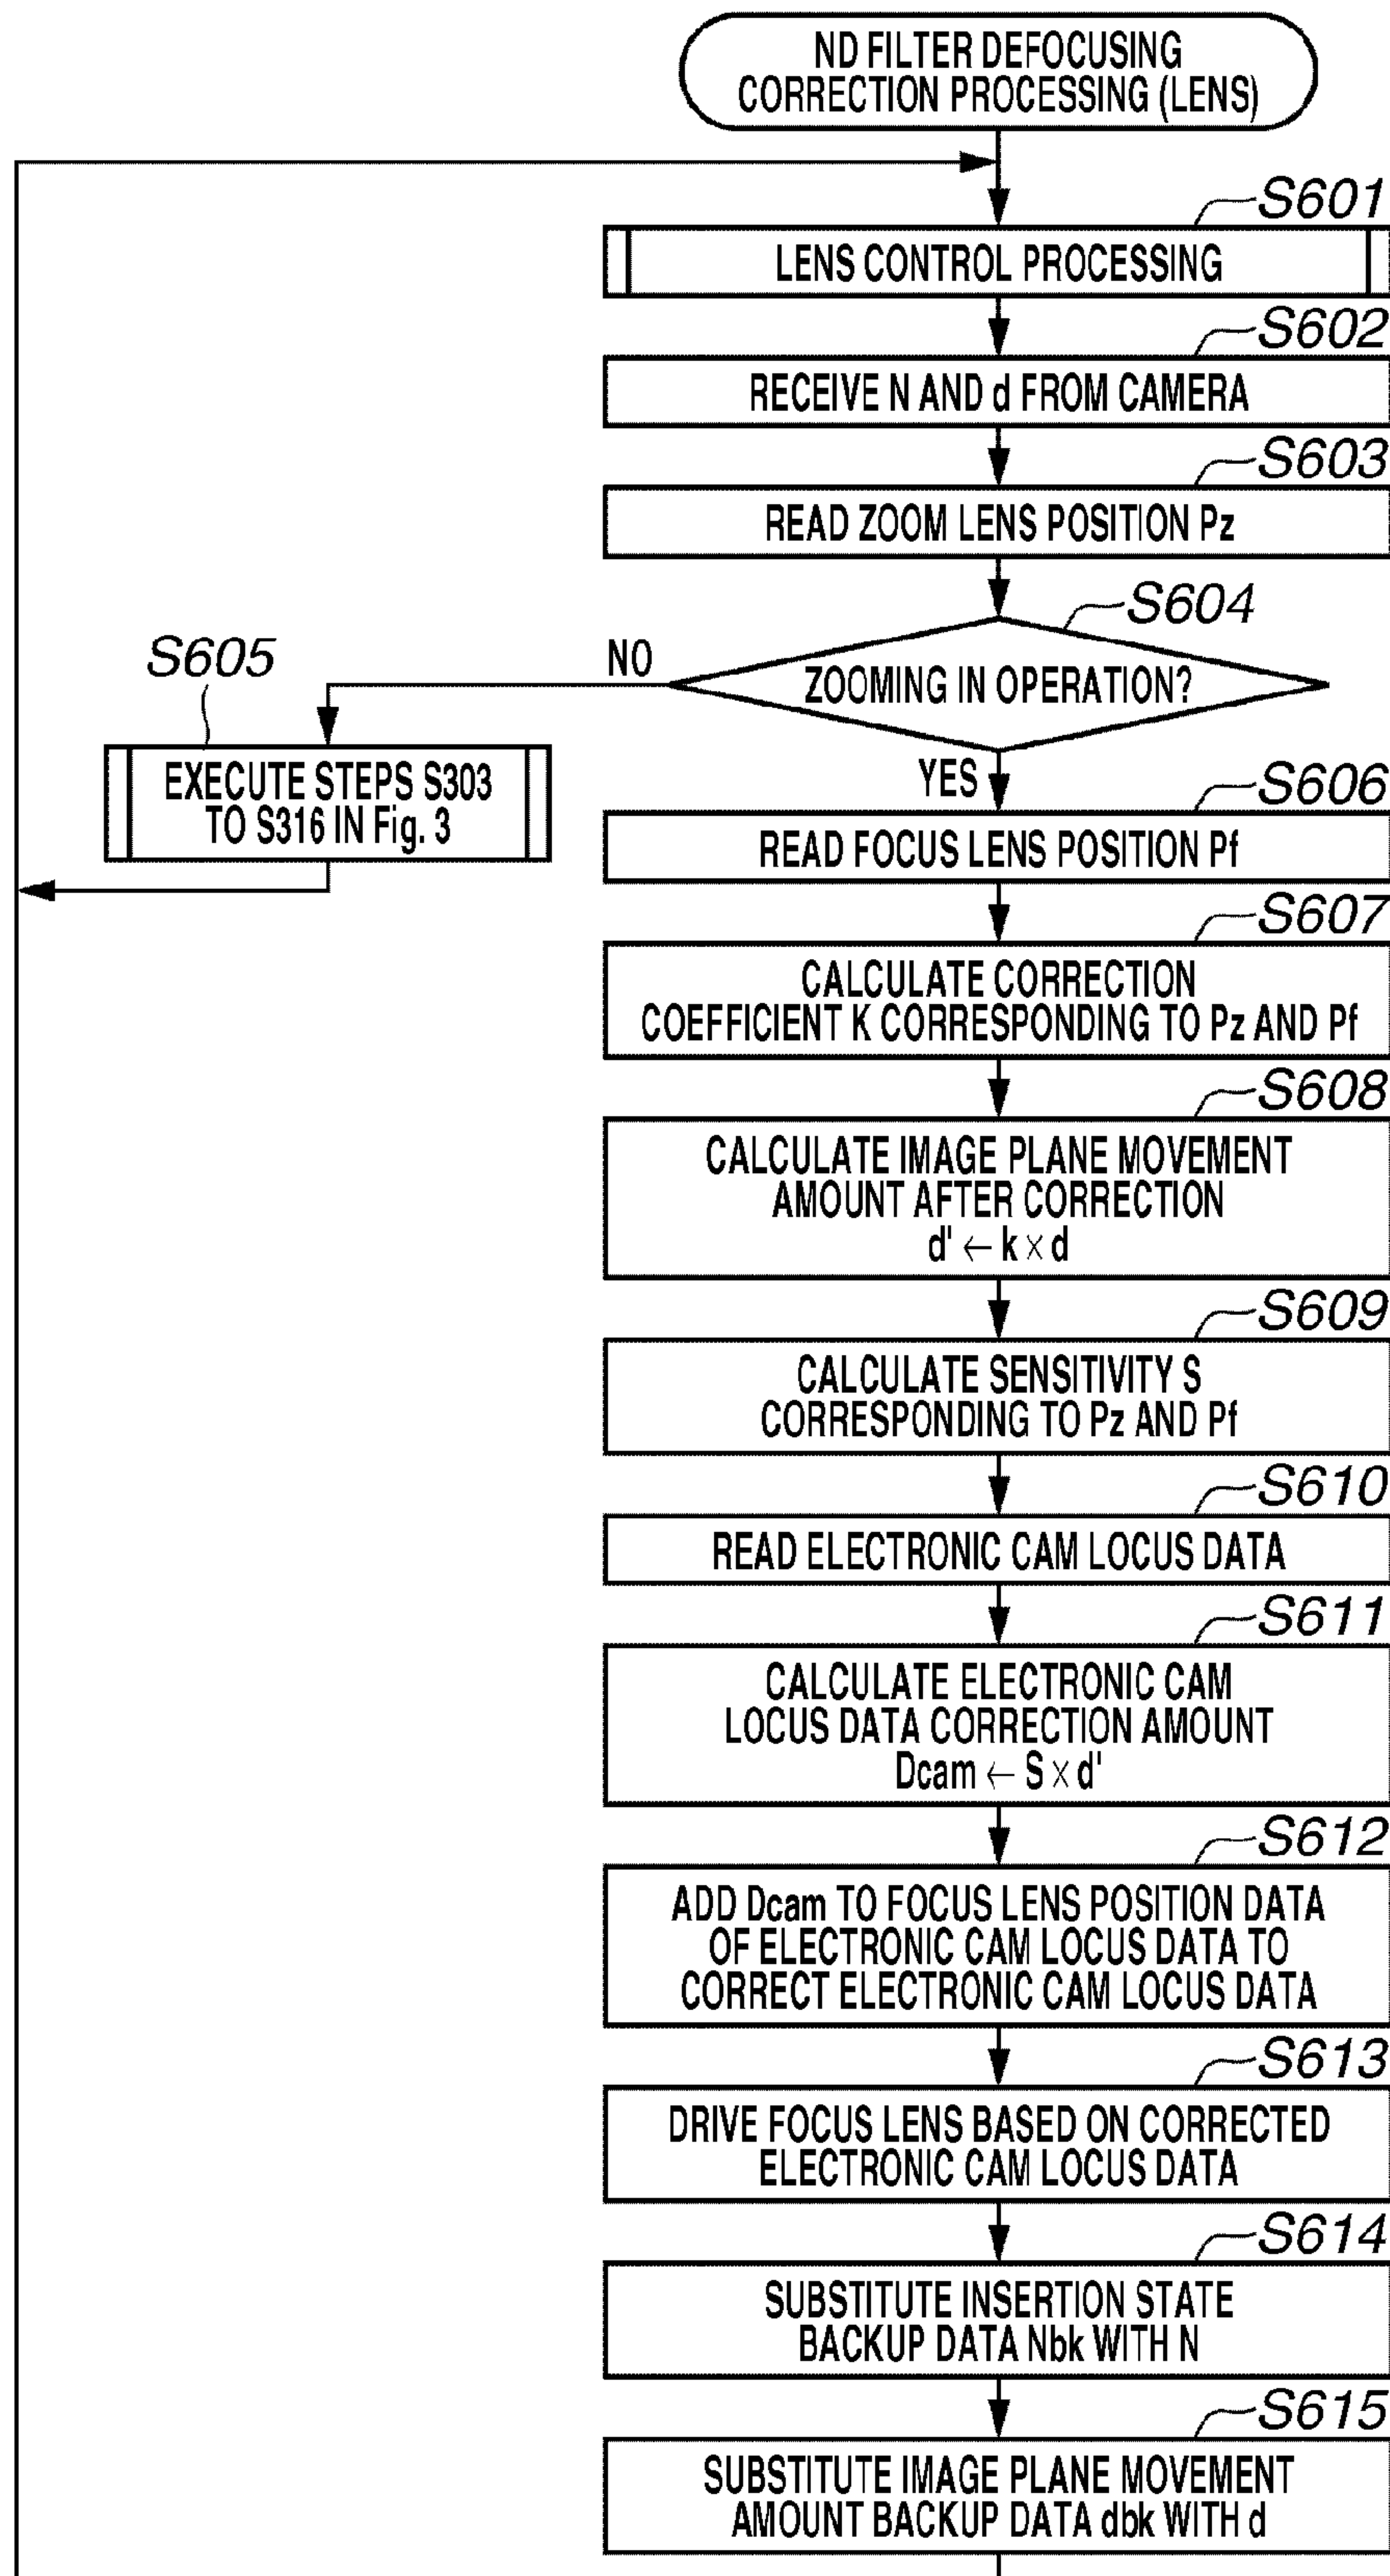 ND FILTER DEFOCUSING
CORRECTION PROCESSING (LENS)
S601
LENS CONTROL PROCESSING
S602
RECEIVE N AND d FROM CAMERA
S603
READ ZOOM LENS POSITION Pz
S604
ZOOMING IN OPERATION?
NO
S605
EXECUTE STEPS S303
TO S316 IN Fig. 3
YES
S606
READ FOCUS LENS POSITION Pf
S607
CALCULATE CORRECTION
COEFFICIENT K CORRESPONDING TO Pz AND Pf
S608
CALCULATE IMAGE PLANE MOVEMENT
AMOUNT AFTER CORRECTION
d' ← k × d
S609
CALCULATE SENSITIVITY S
CORRESPONDING TO Pz AND Pf
S610
READ ELECTRONIC CAM LOCUS DATA
S611
CALCULATE ELECTRONIC CAM
LOCUS DATA CORRECTION AMOUNT
Dcam ← S × d'
S612
ADD Dcam TO FOCUS LENS POSITION DATA
OF ELECTRONIC CAM LOCUS DATA TO
CORRECT ELECTRONIC CAM LOCUS DATA
S613
DRIVE FOCUS LENS BASED ON CORRECTED
ELECTRONIC CAM LOCUS DATA
S614
SUBSTITUTE INSERTION STATE
BACKUP DATA Nbk WITH N
S615
SUBSTITUTE IMAGE PLANE MOVEMENT
AMOUNT BACKUP DATA dbk WITH d